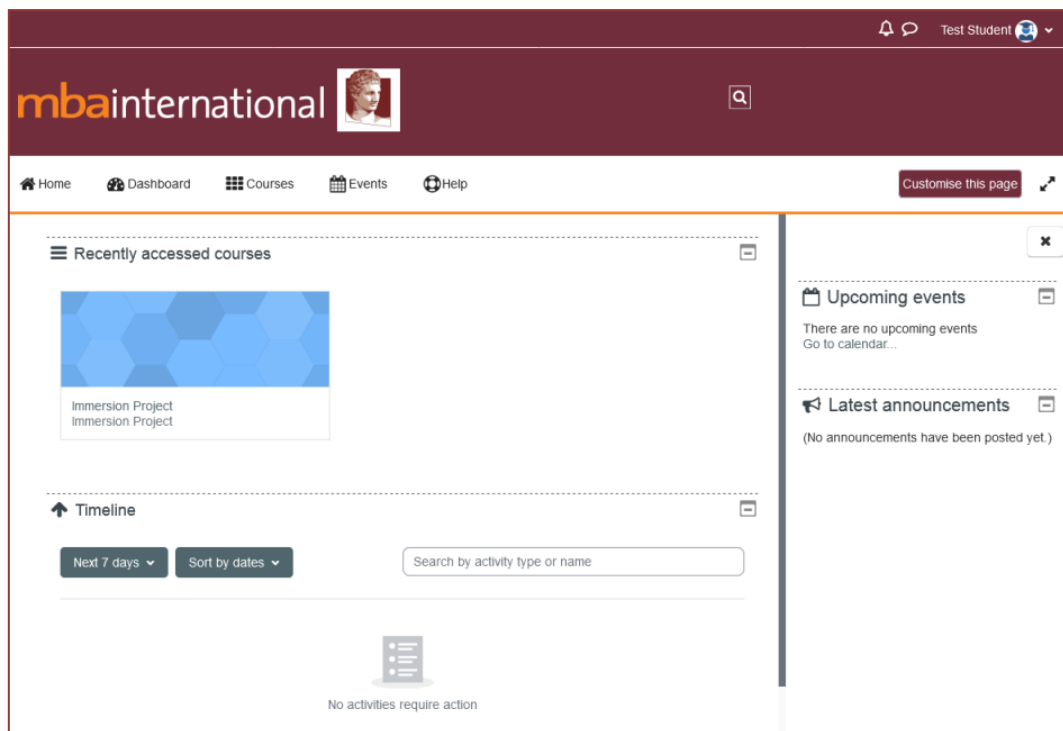 Test Student
mbainternational
Home
Dashboard
Courses
Events
Help
Customise this page
Recently accessed courses
Immersion Project
Immersion Project
Timeline
Next 7 days
Sort by dates
Search by activity type or name
No activities require action
Upcoming events
There are no upcoming events
Go to calendar...
Latest announcements
(No announcements have been posted yet.)